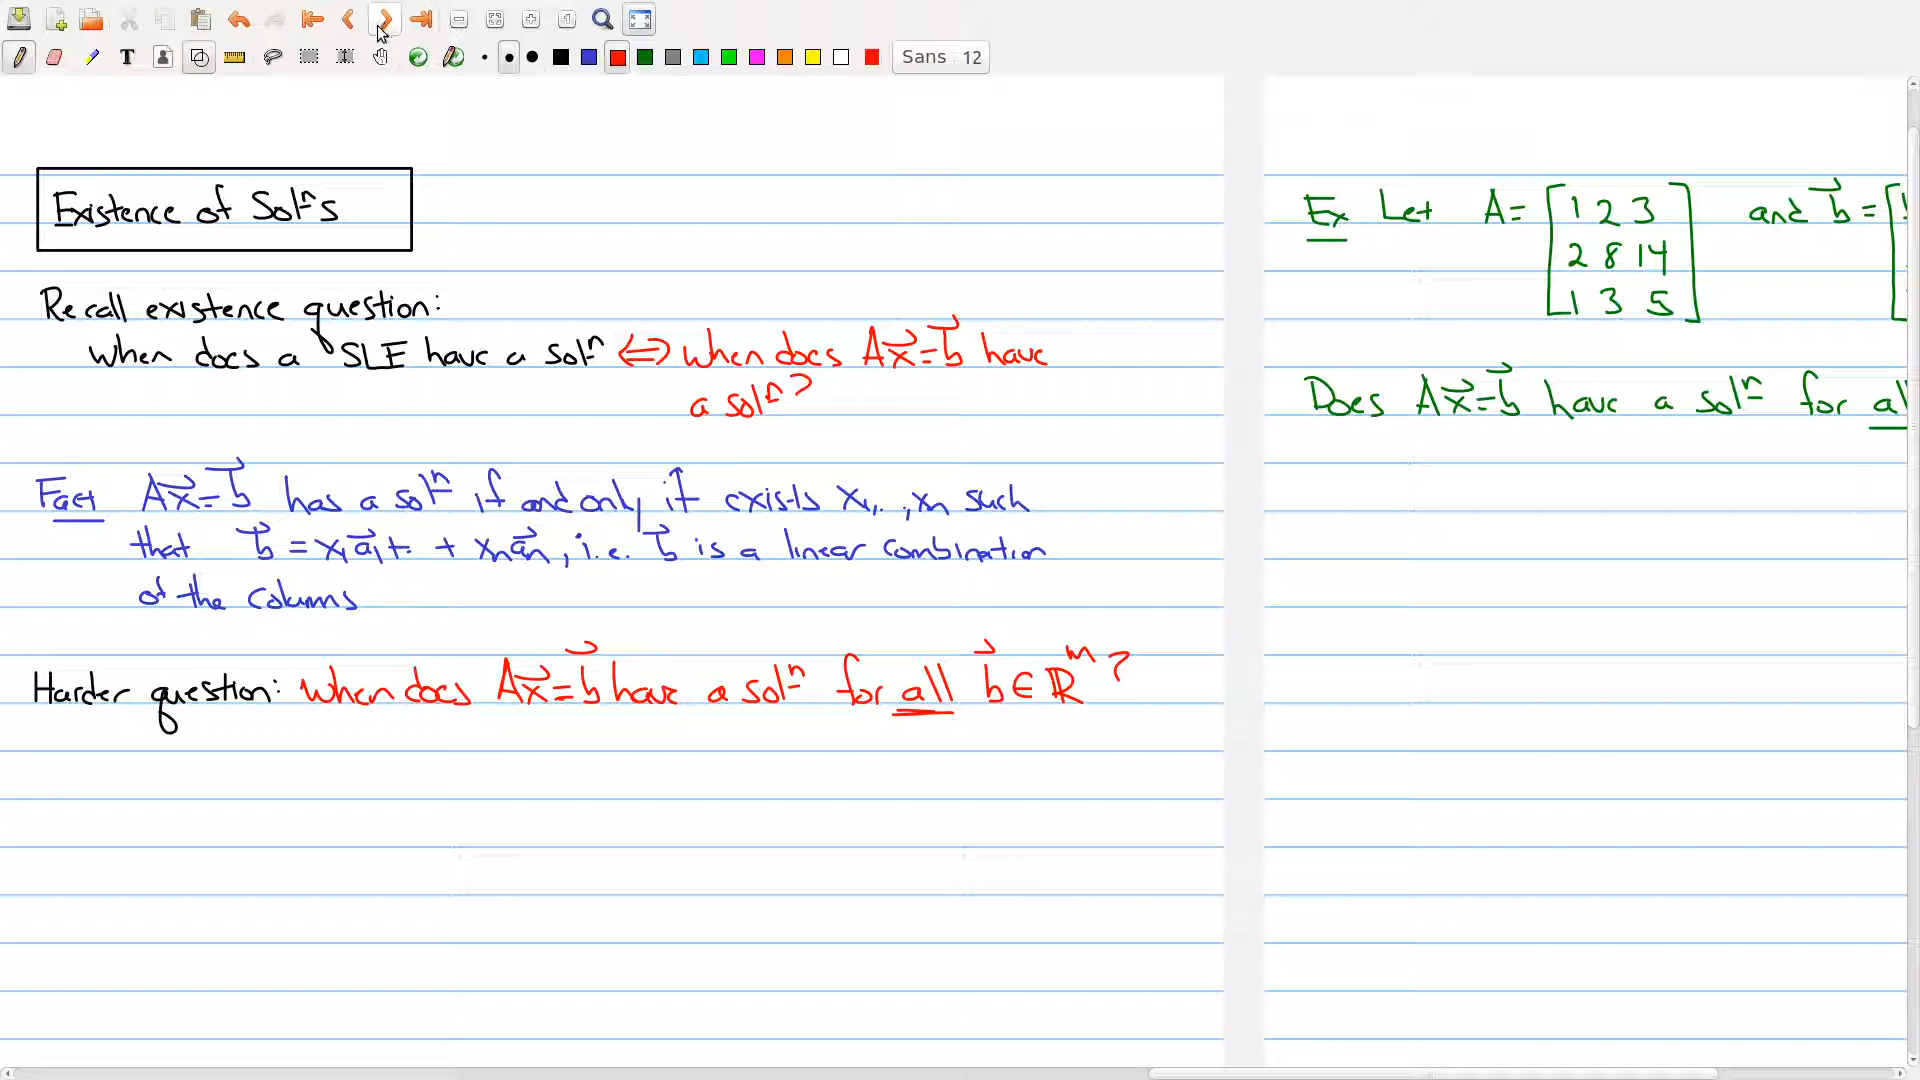 Sans 12
Existence of Solⁿs
Recall existence question:
When does a SLE have a solⁿ ⇔ When does Ax⃗=b⃗ have
a solⁿ?
Fact Ax⃗=b⃗ has a solⁿ if and only if exists x₁,..,xₙ such
that b⃗ = x₁a⃗₁+.. + xₙa⃗ₙ, i.e. b⃗ is a linear combination
of the columns
Harder question: When does Ax⃗=b⃗ have a solⁿ for all b⃗ ∈ ℝᵐ?
Ex Let A = [1 2 3 and b⃗ = [
2 8 14
1 3 5]
Does Ax⃗=b⃗ have a solⁿ for al